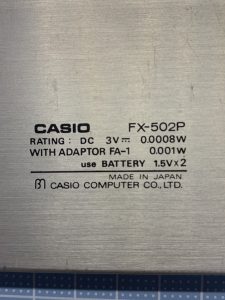 CASIO FX-502P
RATING: DC 3V⎓ 0.0008W
WITH ADAPTOR FA-1 0.001W
use BATTERY 1.5V×2
MADE IN JAPAN
CASIO COMPUTER CO., LTD.